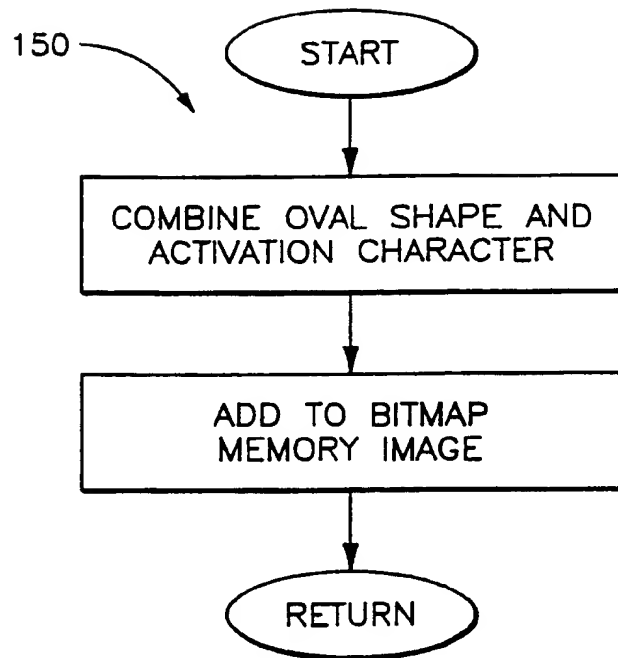 150
START
COMBINE OVAL SHAPE AND
ACTIVATION CHARACTER
ADD TO BITMAP
MEMORY IMAGE
RETURN